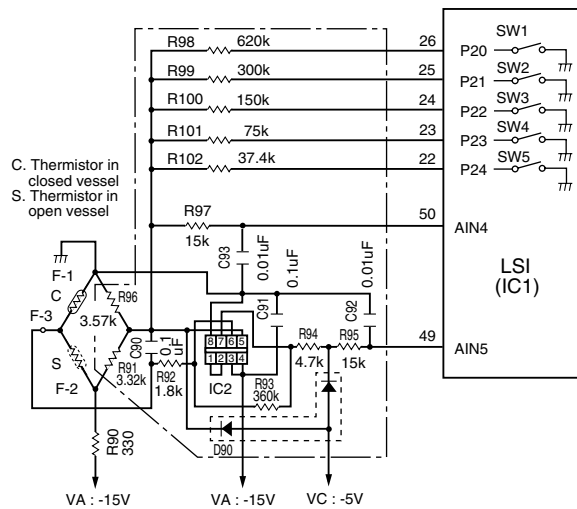 R98 620k 26 P20 SW1
R99 300k 25 P21 SW2
R100 150k 24 P22 SW3
R101 75k 23 P23 SW4
R102 37.4k 22 P24 SW5
C. Thermistor in
closed vessel
S. Thermistor in
open vessel
R97
15k
50 AIN4
LSI
(IC1)
C93
0.01uF
C91
0.1uF
C92
0.01uF
F-1
C
R96
F-3
3.57k
S
R91
3.32k
F-2
C90
0.1
uF
R92
1.8k
8 7 6 5
1 2 3 4
IC2
R94
4.7k
R95
15k
49 AIN5
R93
360k
D90
R90
330
VA : -15V
VA : -15V
VC : -5V